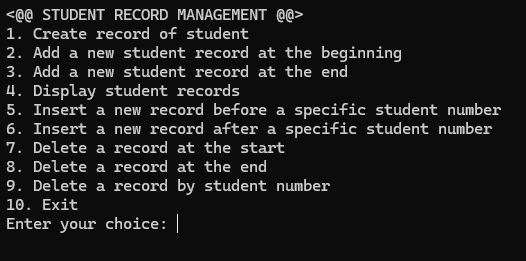 <@@ STUDENT RECORD MANAGEMENT @@>
1. Create record of student
2. Add a new student record at the beginning
3. Add a new student record at the end
4. Display student records
5. Insert a new record before a specific student number
6. Insert a new record after a specific student number
7. Delete a record at the start
8. Delete a record at the end
9. Delete a record by student number
10. Exit
Enter your choice: